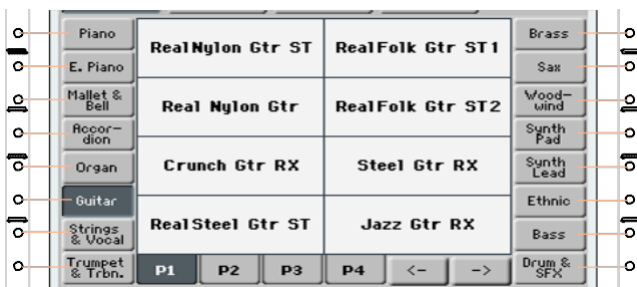 Piano
RealNylon Gtr ST
RealFolk Gtr ST1
Brass
E. Piano
Sax
Mallet &
Bell
Real Nylon Gtr
RealFolk Gtr ST2
Wood-
wind
Accor-
dion
Synth
Pad
Organ
Crunch Gtr RX
Steel Gtr RX
Synth
Lead
Guitar
Ethnic
Strings
& Vocal
RealSteel Gtr ST
Jazz Gtr RX
Bass
Trumpet
& Trbn.
P1
P2
P3
P4
<-
->
Drum &
SFX